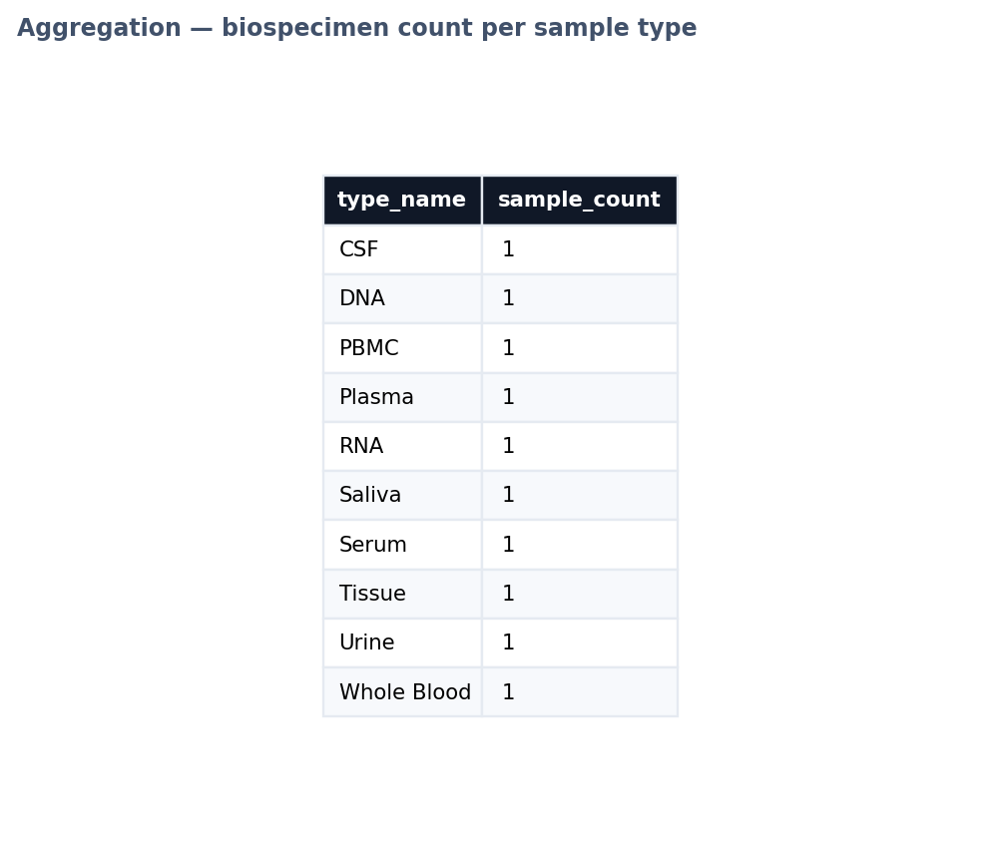 Aggregation — biospecimen count per sample type
type_name sample_count
CSF 1
DNA 1
PBMC 1
Plasma 1
RNA 1
Saliva 1
Serum 1
Tissue 1
Urine 1
Whole Blood 1